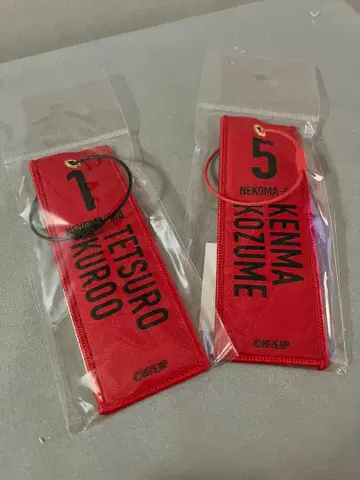 1
TETSURO
KUROO
5
NEKOMA-
KENMA
KOZUME